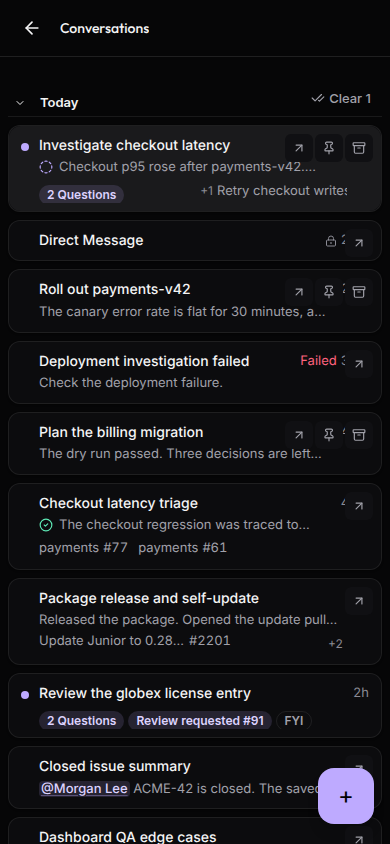 Conversations
Today
Clear 1
Investigate checkout latency
Checkout p95 rose after payments-v42....
2 Questions +1 Retry checkout writes
Direct Message
Roll out payments-v42
The canary error rate is flat for 30 minutes, a...
Deployment investigation failed Failed
Check the deployment failure.
Plan the billing migration
The dry run passed. Three decisions are left...
Checkout latency triage
The checkout regression was traced to...
payments #77 payments #61
Package release and self-update
Released the package. Opened the update pull...
Update Junior to 0.28... #2201 +2
Review the globex license entry 2h
2 Questions Review requested #91 FYI
Closed issue summary
@Morgan Lee ACME-42 is closed. The saved
Dashboard QA edge cases